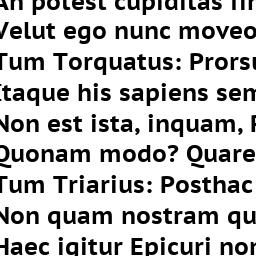 An potest cupiditas fin
Velut ego nunc moveo
Tum Torquatus: Prorsu
Itaque his sapiens sem
Non est ista, inquam, P
Quonam modo? Quare
Tum Triarius: Posthac
Non quam nostram qu
Haec igitur Epicuri non